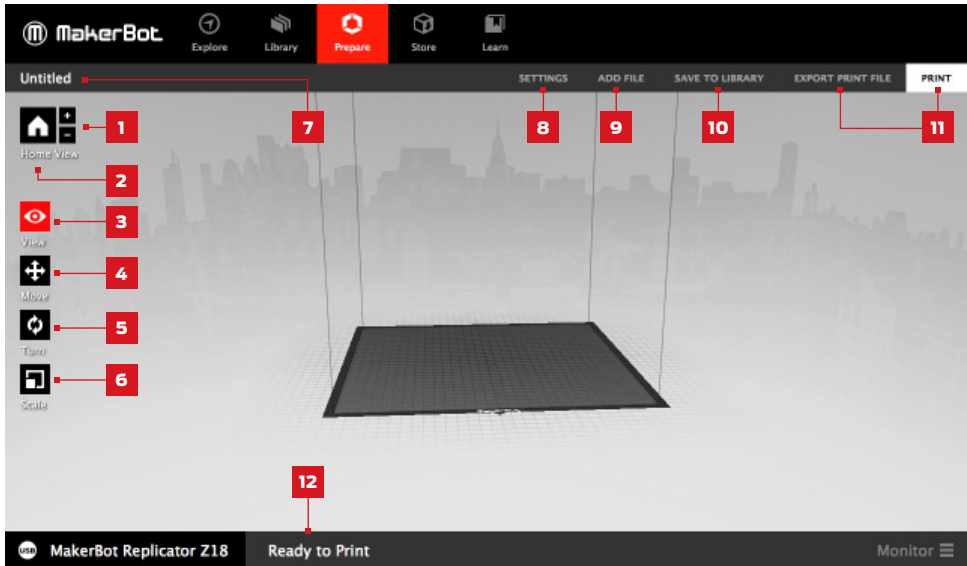 MakerBot
Explore
Library
Prepare
Store
Learn
Untitled
SETTINGS
ADD FILE
SAVE TO LIBRARY
EXPORT PRINT FILE
PRINT
+
−
1
7
8
9
10
11
Home View
2
3
View
4
Move
5
Turn
6
Scale
12
USB
MakerBot Replicator Z18
Ready to Print
Monitor